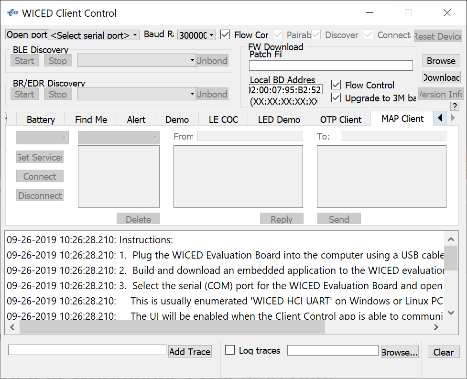 WICED Client Control
Open port <Select serial port> Baud Ra 300000 Flow Cor Pairab Discover Connect Reset Device
BLE Discovery
Start Stop Unbond
BR/EDR Discovery
Start Stop Unbond
FW Download
Patch Fil
Browse
Local BD Addres
02:00:07:95:B2:52
(XX:XX:XX:XX:XX
Flow Control
Upgrade to 3M ba
Download
Version Info
?
Battery Find Me Alert Demo LE COC LED Demo OTP Client MAP Client
From To:
Get Services
Connect
Disconnect
Delete Reply Send
09-26-2019 10:26:28.210: Instructions:
09-26-2019 10:26:28.210: 1. Plug the WICED Evaluation Board into the computer using a USB cable
09-26-2019 10:26:28.210: 2. Build and download an embedded application to the WICED evaluation
09-26-2019 10:26:28.210: 3. Select the serial (COM) port for the WICED Evaluation Board and open
09-26-2019 10:26:28.210: This is usually enumerated 'WICED HCI UART' on Windows or Linux PC
09-26-2019 10:26:28.210: The UI will be enabled when the Client Control app is able to communi
Add Trace Log traces Browse... Clear